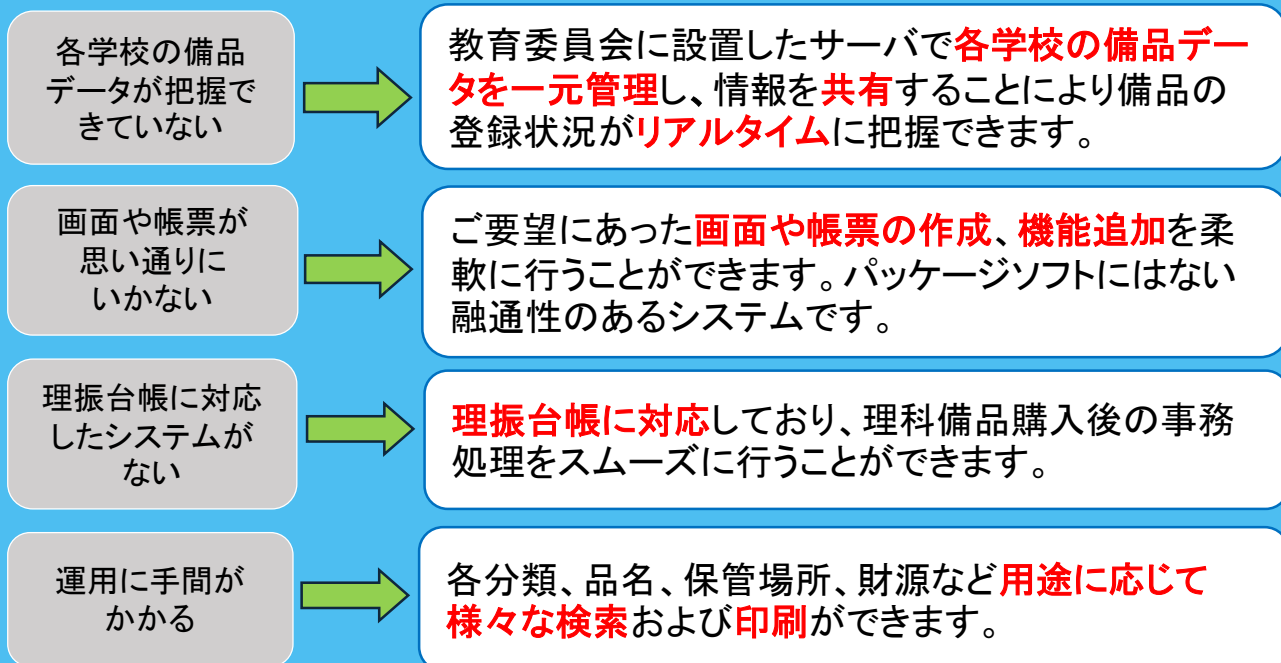 各学校の備品
データが把握で
きていない
教育委員会に設置したサーバで各学校の備品デー
タを一元管理し、情報を共有することにより備品の
登録状況がリアルタイムに把握できます。
画面や帳票が
思い通りに
いかない
ご要望にあった画面や帳票の作成、機能追加を柔
軟に行うことができます。パッケージソフトにはない
融通性のあるシステムです。
理振台帳に対応
したシステムが
ない
理振台帳に対応しており、理科備品購入後の事務
処理をスムーズに行うことができます。
運用に手間が
かかる
各分類、品名、保管場所、財源など用途に応じて
様々な検索および印刷ができます。